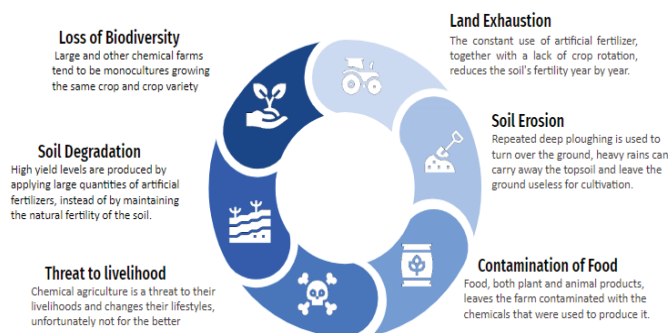 Loss of Biodiversity
Large and other chemical farms
tend to be monocultures growing
the same crop and crop variety
Land Exhaustion
The constant use of artificial fertilizer,
together with a lack of crop rotation,
reduces the soil's fertility year by year.
Soil Degradation
High yield levels are produced by
applying large quantities of artificial
fertilizers, instead of by maintaining
the natural fertility of the soil.
Soil Erosion
Repeated deep ploughing is used to
turn over the ground, heavy rains can
carry away the topsoil and leave the
ground useless for cultivation.
Threat to livelihood
Chemical agriculture is a threat to their
livelihoods and changes their lifestyles,
unfortunately not for the better
Contamination of Food
Food, both plant and animal products,
leaves the farm contaminated with the
chemicals that were used to produce it.